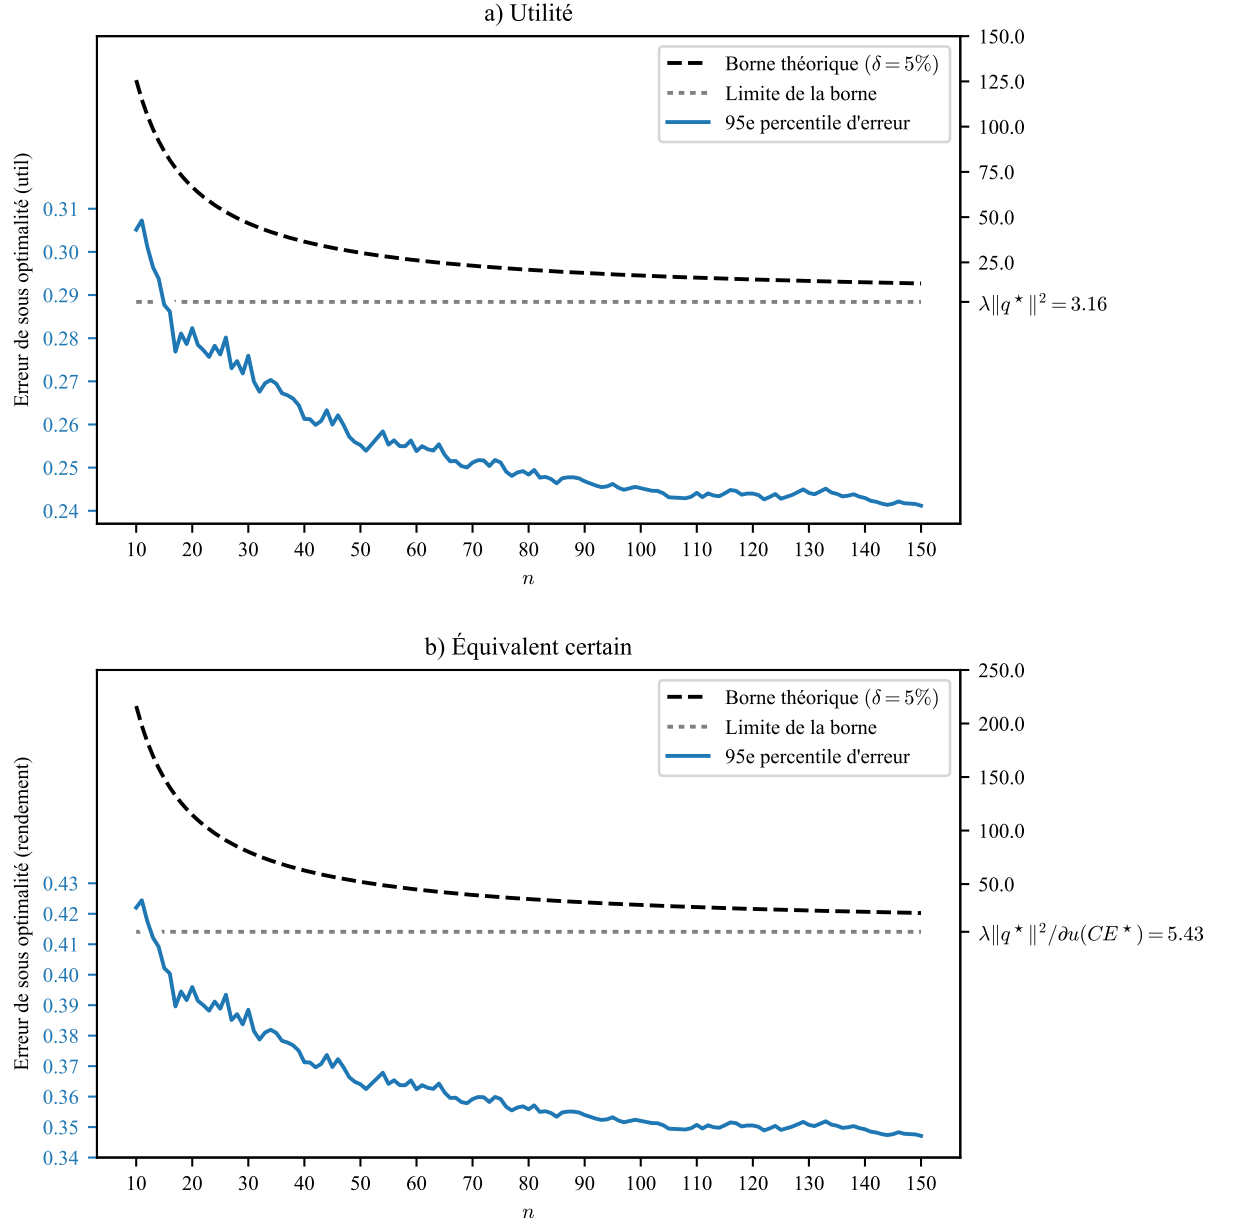 a) Utilité
Borne théorique (δ = 5%)
Limite de la borne
95e percentile d'erreur
Erreur de sous optimalité (util)
0.31
0.30
0.29
0.28
0.27
0.26
0.25
0.24
150.0
125.0
100.0
75.0
50.0
25.0
λ‖q⋆‖² = 3.16
10 20 30 40 50 60 70 80 90 100 110 120 130 140 150
n
b) Équivalent certain
Borne théorique (δ = 5%)
Limite de la borne
95e percentile d'erreur
Erreur de sous optimalité (rendement)
0.43
0.42
0.41
0.40
0.39
0.38
0.37
0.36
0.35
0.34
250.0
200.0
150.0
100.0
50.0
λ‖q⋆‖²/∂u(CE⋆) = 5.43
10 20 30 40 50 60 70 80 90 100 110 120 130 140 150
n